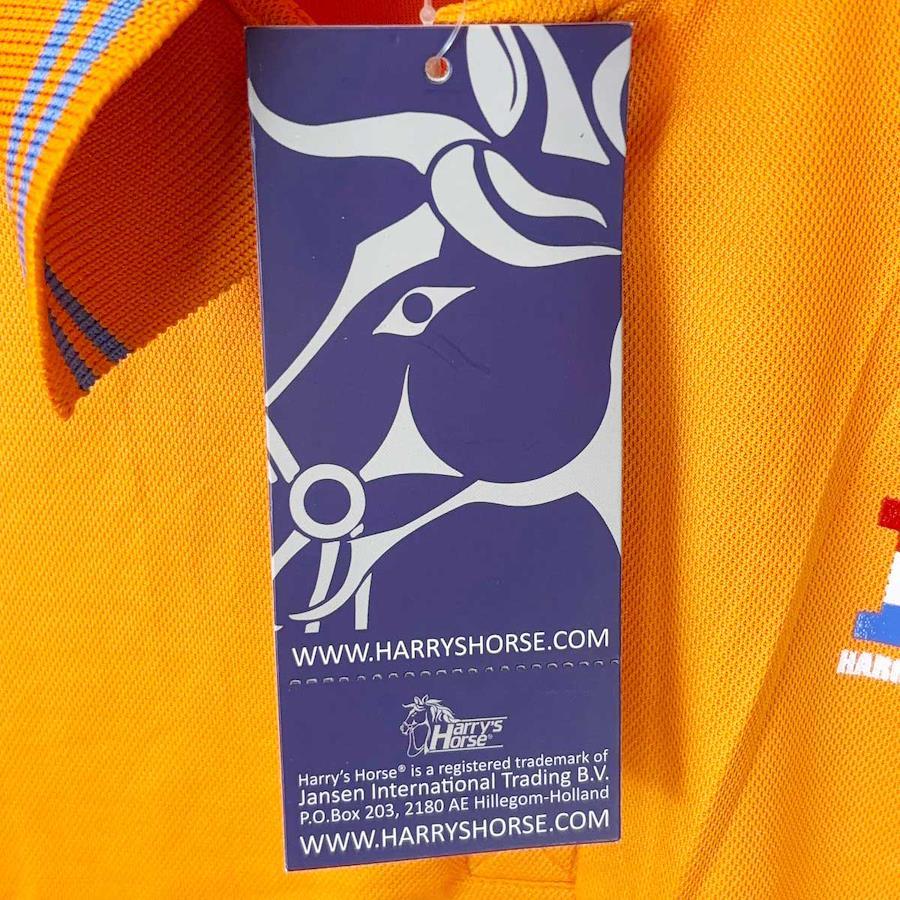 WWW.HARRYSHORSE.COM
Harry's
Horse®
Harry's Horse® is a registered trademark of
Jansen International Trading B.V.
P.O.Box 203, 2180 AE Hillegom-Holland
WWW.HARRYSHORSE.COM